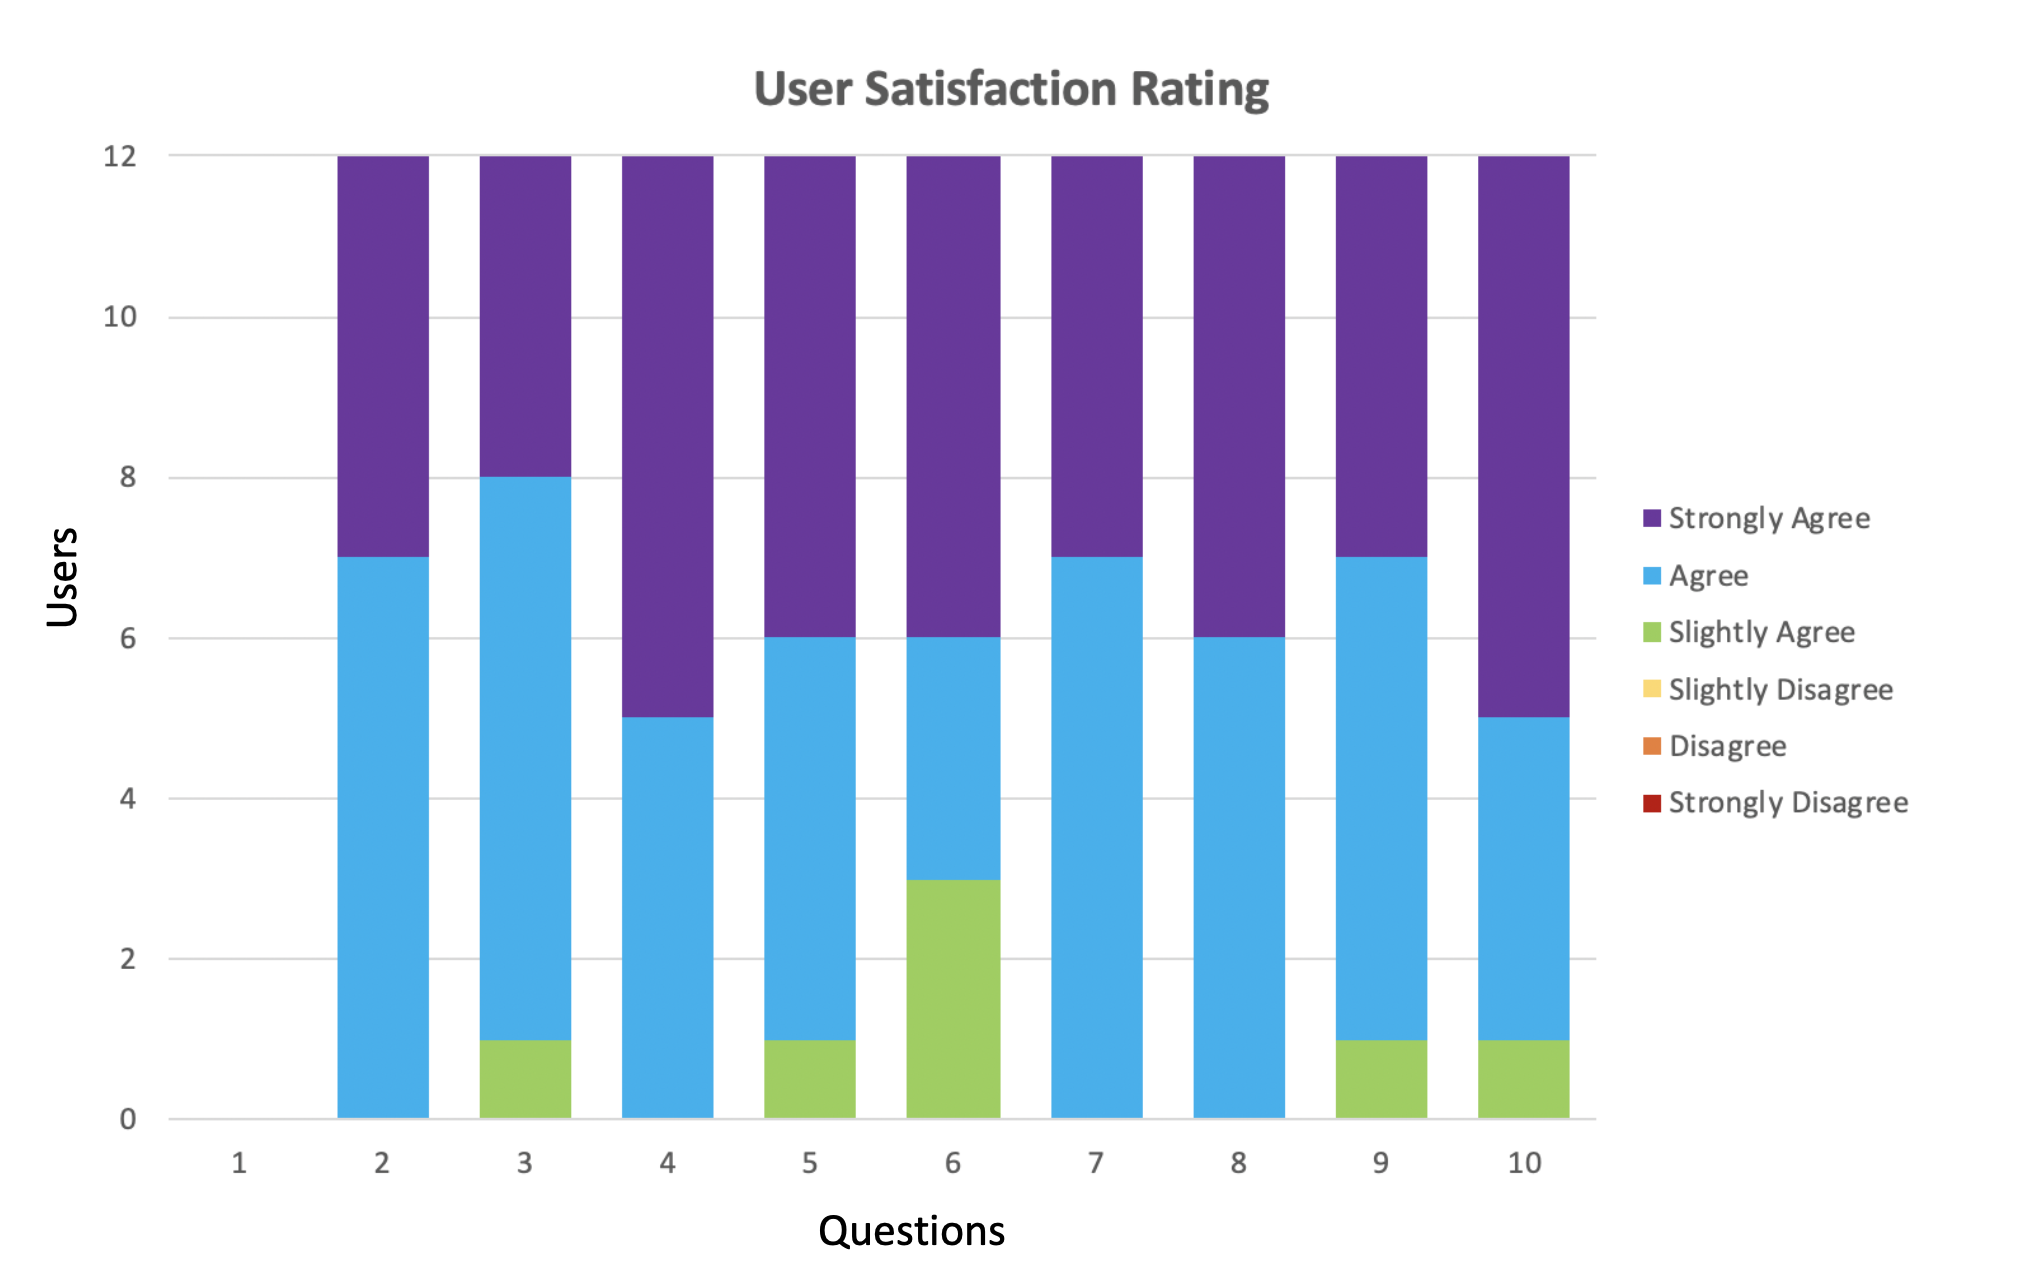 User Satisfaction Rating
12
10
8
6
4
2
0
Users
1 2 3 4 5 6 7 8 9 10
Questions
Strongly Agree
Agree
Slightly Agree
Slightly Disagree
Disagree
Strongly Disagree